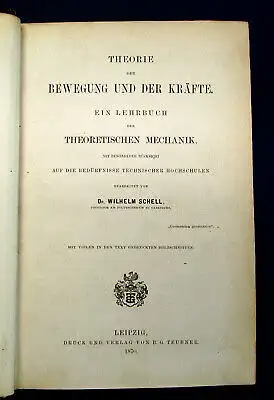 THEORIE
DER
BEWEGUNG UND DER KRÄFTE.
EIN LEHRBUCH
DER
THEORETISCHEN MECHANIK,
MIT BESONDERER RÜCKSICHT
AUF DIE BEDÜRFNISSE TECHNISCHER HOCHSCHULEN
BEARBEITET VON
DR. WILHELM SCHELL,
PROFESSOR AM POLYTECHNIKUM ZU CARLSRUHE.
MIT VIELEN IN DEN TEXT GEDRUCKTEN HOLZSCHNITTEN.
LEIPZIG,
DRUCK UND VERLAG VON B. G. TEUBNER.
1870.